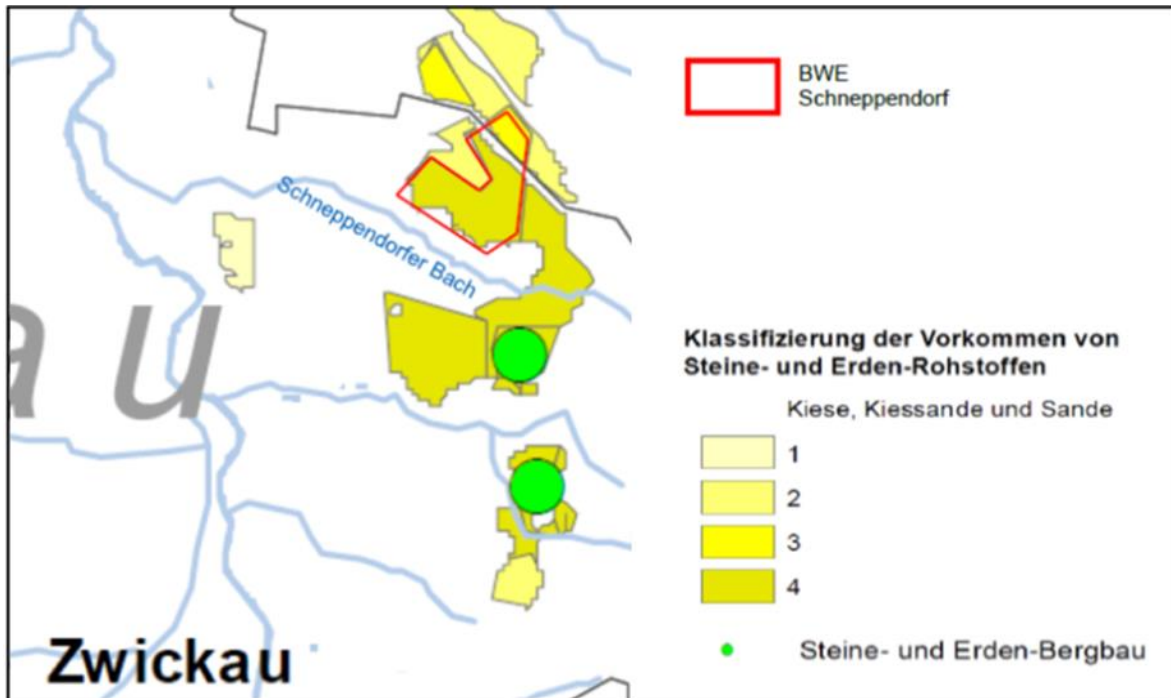 BWE
Schneppendorf
Schneppendorfer Bach
au
Klassifizierung der Vorkommen von
Steine- und Erden-Rohstoffen
Kiese, Kiessande und Sande
1
2
3
4
Steine- und Erden-Bergbau
Zwickau